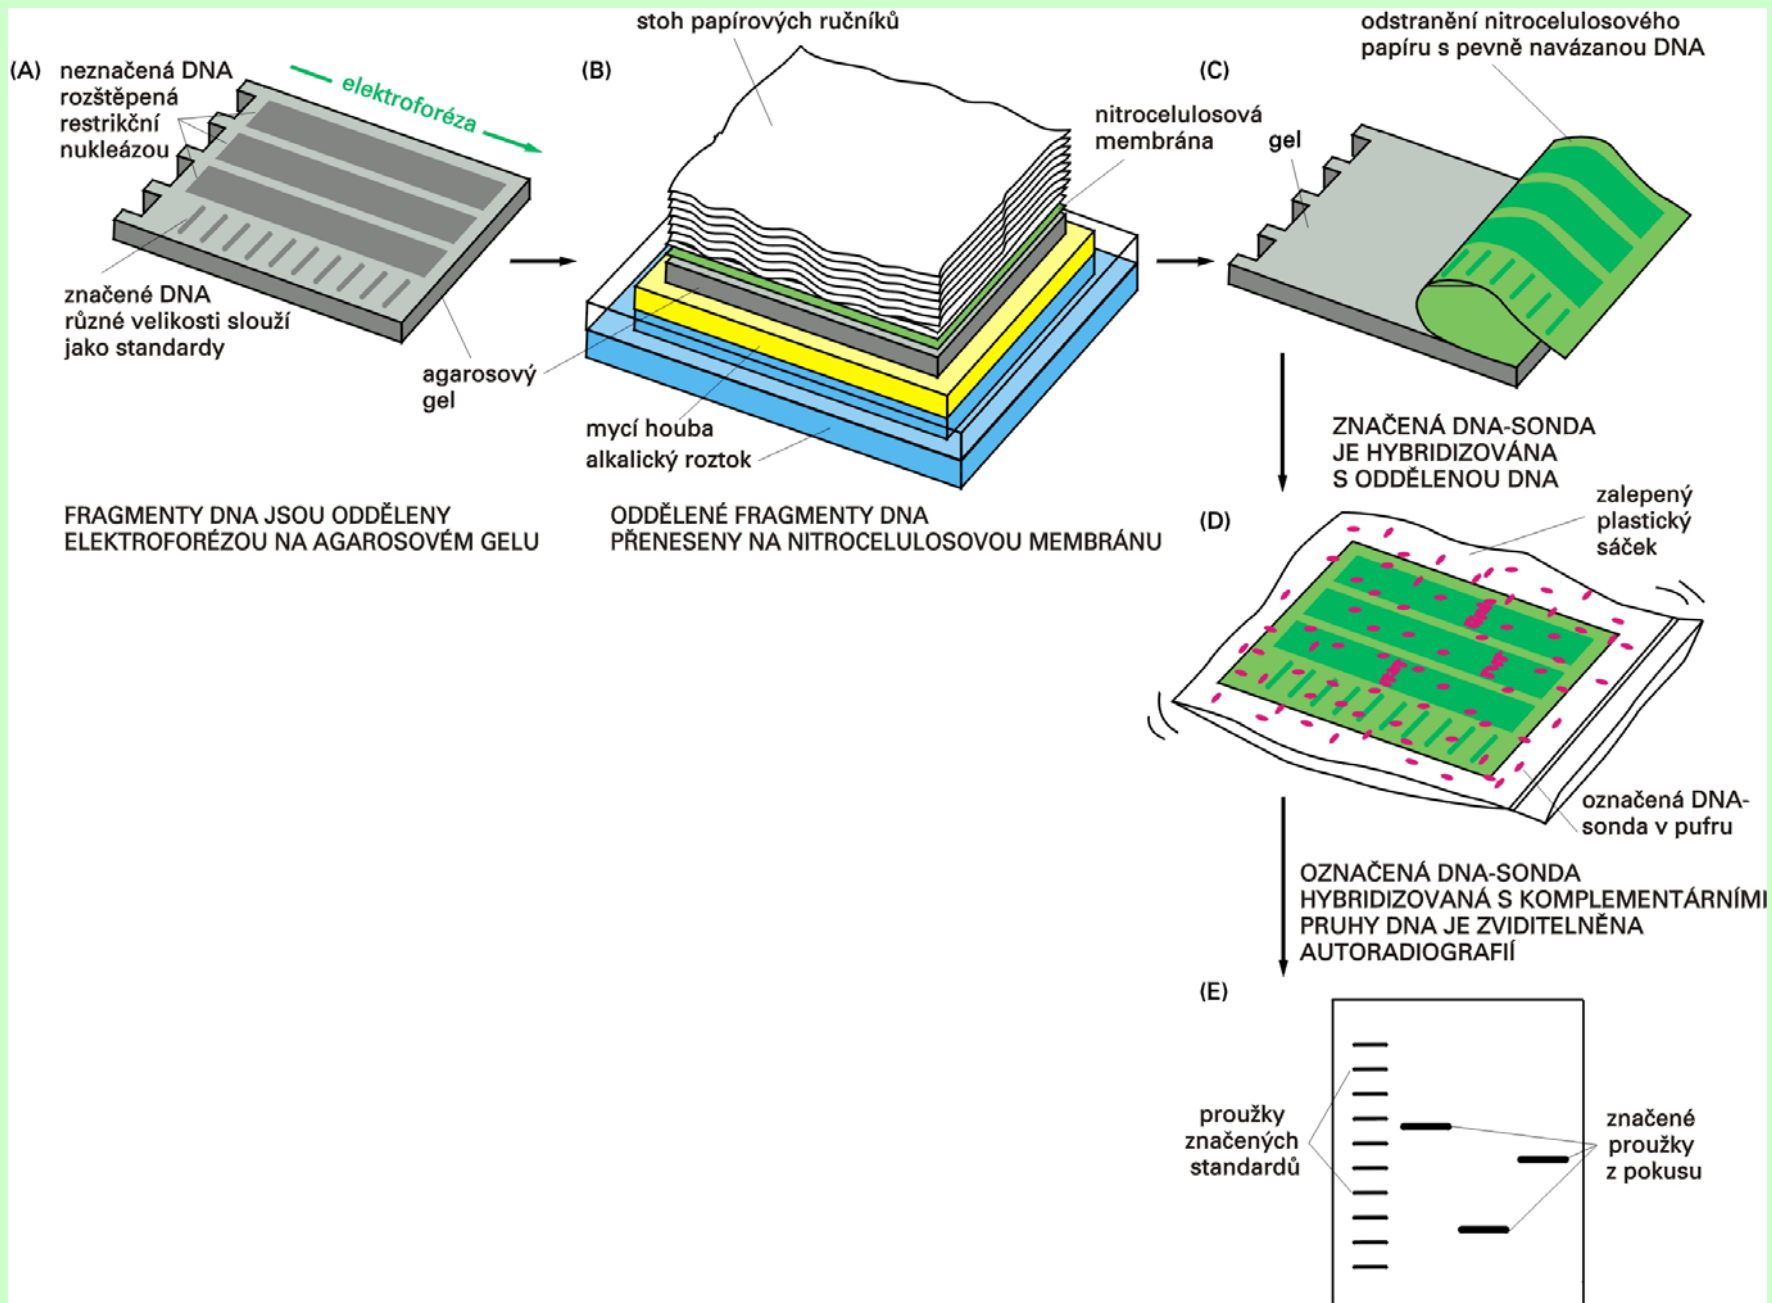 (A)
neznačená DNA
rozštěpená
restrikční
nukleázou
elektroforéza
značené DNA
různé velikosti slouží
jako standardy
FRAGMENTY DNA JSOU ODDĚLENY
ELEKTROFORÉZOU NA AGAROSOVÉM GELU
(B)
stoh papírových ručníků
nitrocelulosová
membrána
agarosový
gel
mycí houba
alkalický roztok
ODDĚLENÉ FRAGMENTY DNA
PŘENESENY NA NITROCELULOSOVOU MEMBRÁNU
(C)
odstranění nitrocelulosového
papíru s pevně navázanou DNA
gel
ZNAČENÁ DNA-SONDA
JE HYBRIDIZOVÁNA
S ODDĚLENOU DNA
(D)
zalepený
plastický
sáček
označená DNA-
sonda v pufru
OZNAČENÁ DNA-SONDA
HYBRIDIZOVANÁ S KOMPLEMENTÁRNÍMI
PRUHY DNA JE ZVIDITELNĚNA
AUTORADIOGRAFIÍ
(E)
proužky
značených
standardů
značené
proužky
z pokusu